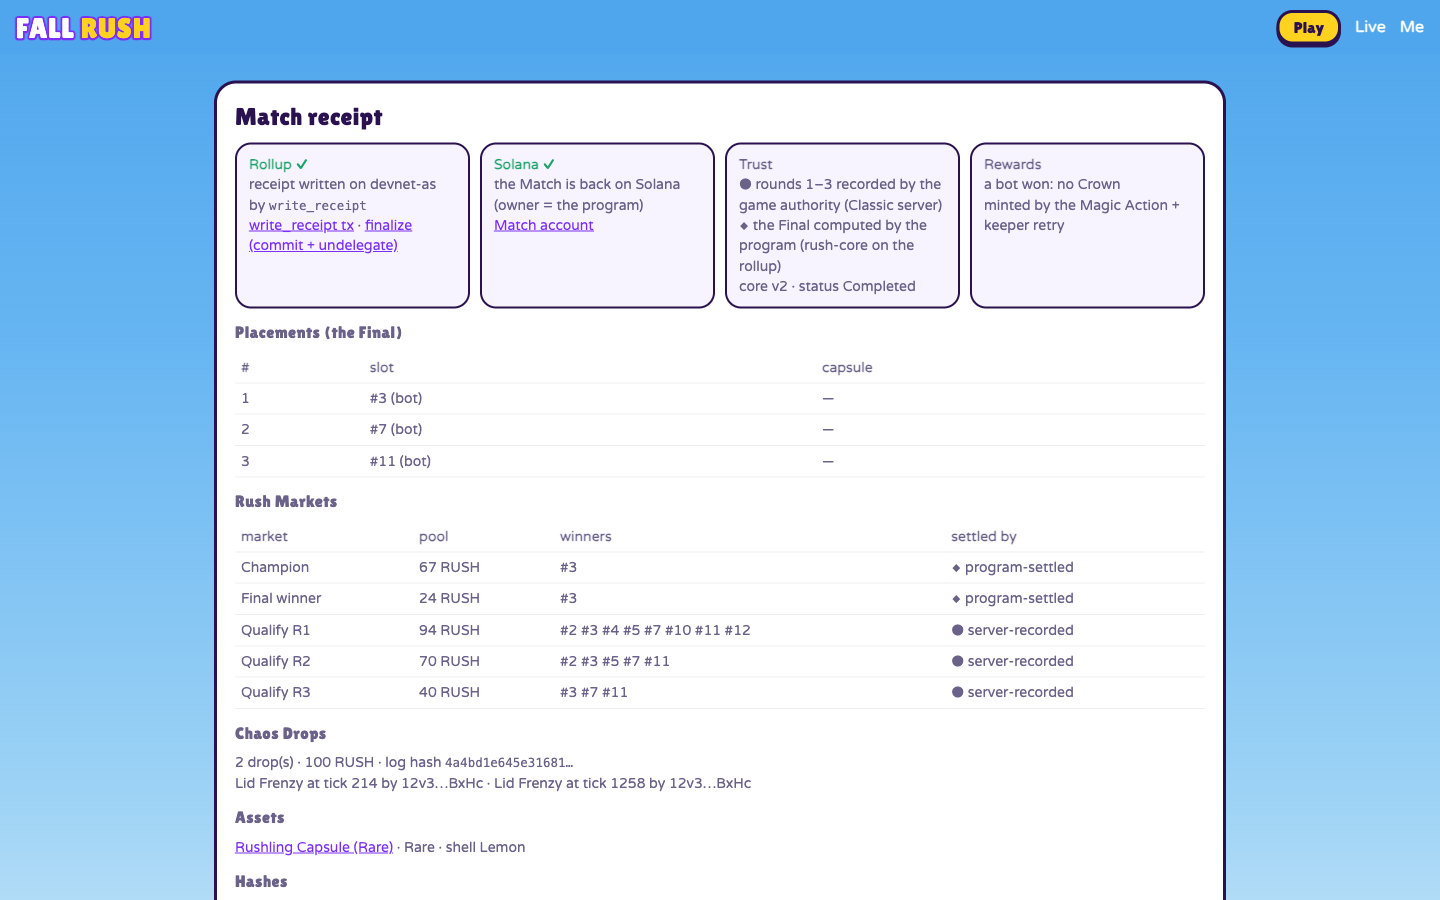 FALL RUSH
Play Live Me
Match receipt
Rollup ✓
receipt written on devnet-as
by write_receipt
write_receipt tx · finalize
(commit + undelegate)
Solana ✓
the Match is back on Solana
(owner = the program)
Match account
Trust
● rounds 1–3 recorded by the
game authority (Classic server)
◆ the Final computed by the
program (rush-core on the
rollup)
core v2 · status Completed
Rewards
a bot won: no Crown
minted by the Magic Action +
keeper retry
Placements (the Final)
# slot capsule
1 #3 (bot) —
2 #7 (bot) —
3 #11 (bot) —
Rush Markets
market pool winners settled by
Champion 67 RUSH #3 ◆ program-settled
Final winner 24 RUSH #3 ◆ program-settled
Qualify R1 94 RUSH #2 #3 #4 #5 #7 #10 #11 #12 ● server-recorded
Qualify R2 70 RUSH #2 #3 #5 #7 #11 ● server-recorded
Qualify R3 40 RUSH #3 #7 #11 ● server-recorded
Chaos Drops
2 drop(s) · 100 RUSH · log hash 4a4bd1e645e31681…
Lid Frenzy at tick 214 by 12v3…BxHc · Lid Frenzy at tick 1258 by 12v3…BxHc
Assets
Rushling Capsule (Rare) · Rare · shell Lemon
Hashes